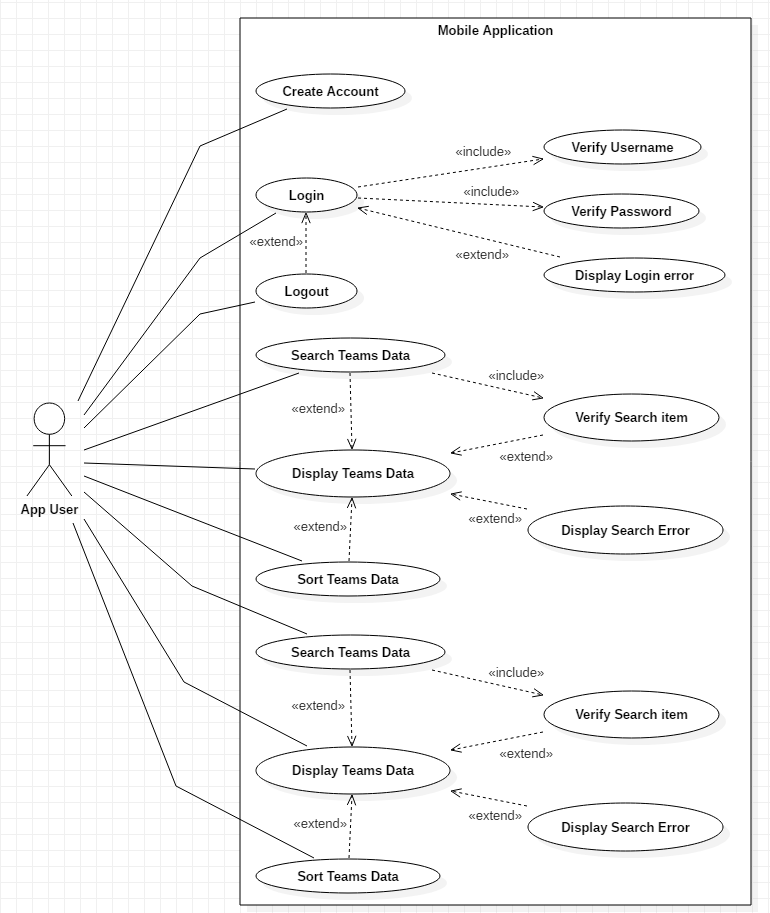 Mobile Application
Create Account
«include»
Verify Username
Login
«include»
Verify Password
«extend»
«extend»
Display Login error
Logout
Search Teams Data
«include»
«extend»
Verify Search item
«extend»
Display Teams Data
App User
«extend»
«extend»
Display Search Error
Sort Teams Data
Search Teams Data
«include»
«extend»
Verify Search item
«extend»
Display Teams Data
«extend»
«extend»
Display Search Error
Sort Teams Data